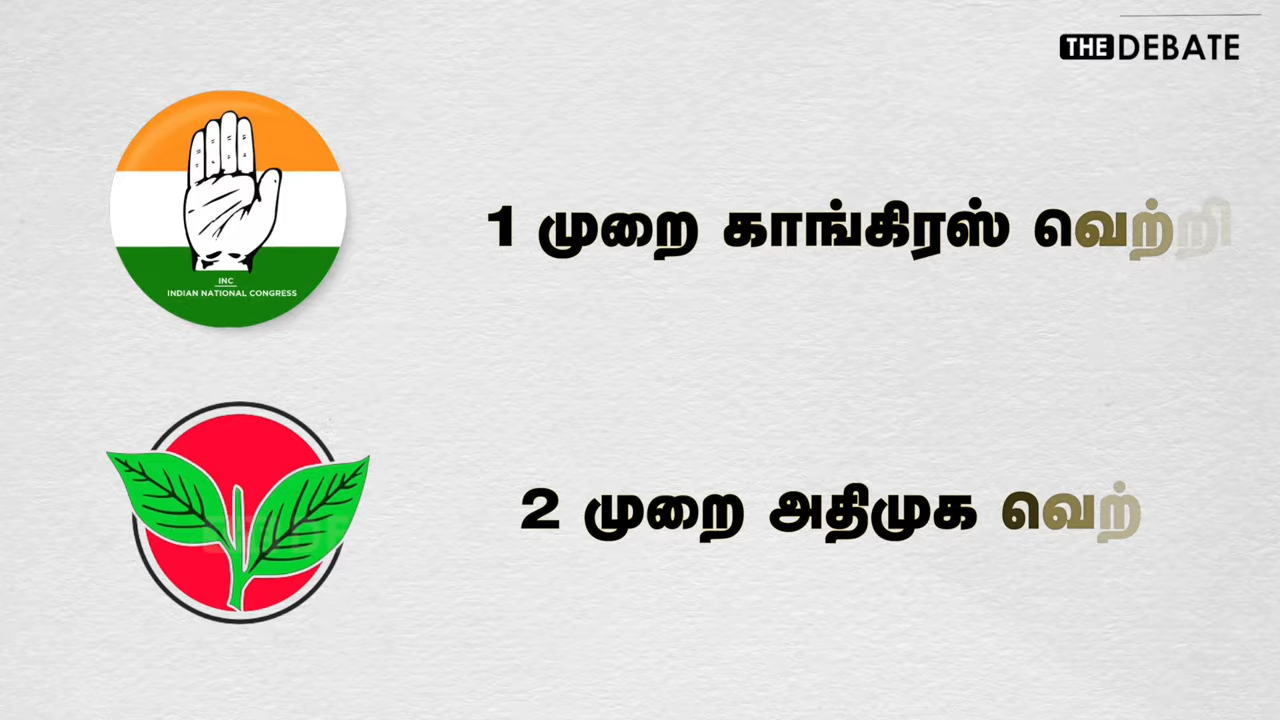 THE DEBATE
INC
INDIAN NATIONAL CONGRESS
1 முறை காங்கிரஸ் வெற்றி
2 முறை அதிமுக வெற்